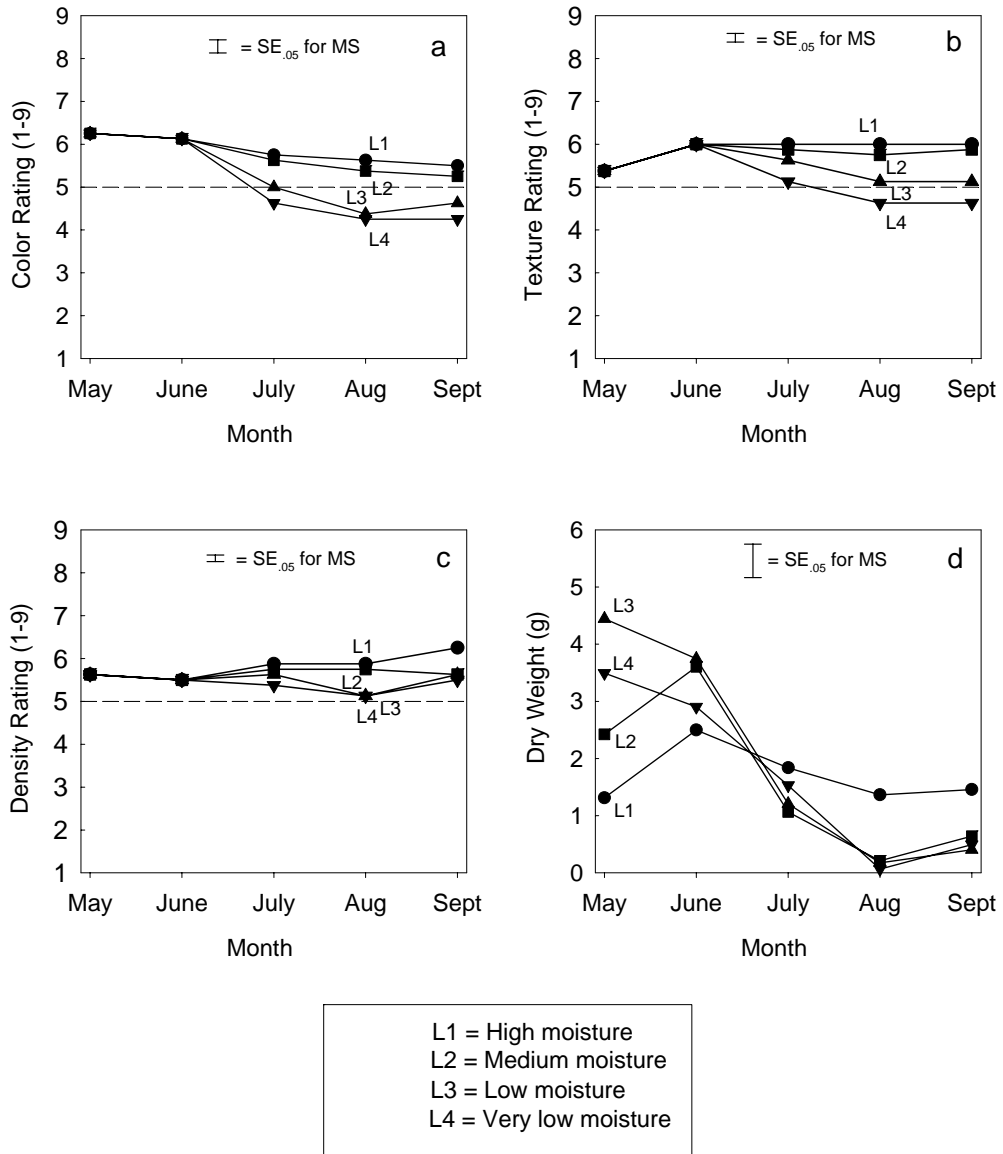 9
8
7
6
5
4
3
2
1
Color Rating (1-9)
= SE.05 for MS
a
L1
L2
L3
L4
May June July Aug Sept
Month
9
8
7
6
5
4
3
2
1
Texture Rating (1-9)
= SE.05 for MS
b
L1
L2
L3
L4
May June July Aug Sept
Month
9
8
7
6
5
4
3
2
1
Density Rating (1-9)
= SE.05 for MS
c
L1
L2
L3
L4
May June July Aug Sept
Month
6
5
4
3
2
1
0
Dry Weight (g)
= SE.05 for MS
d
L3
L4
L2
L1
May June July Aug Sept
Month
L1 = High moisture
L2 = Medium moisture
L3 = Low moisture
L4 = Very low moisture